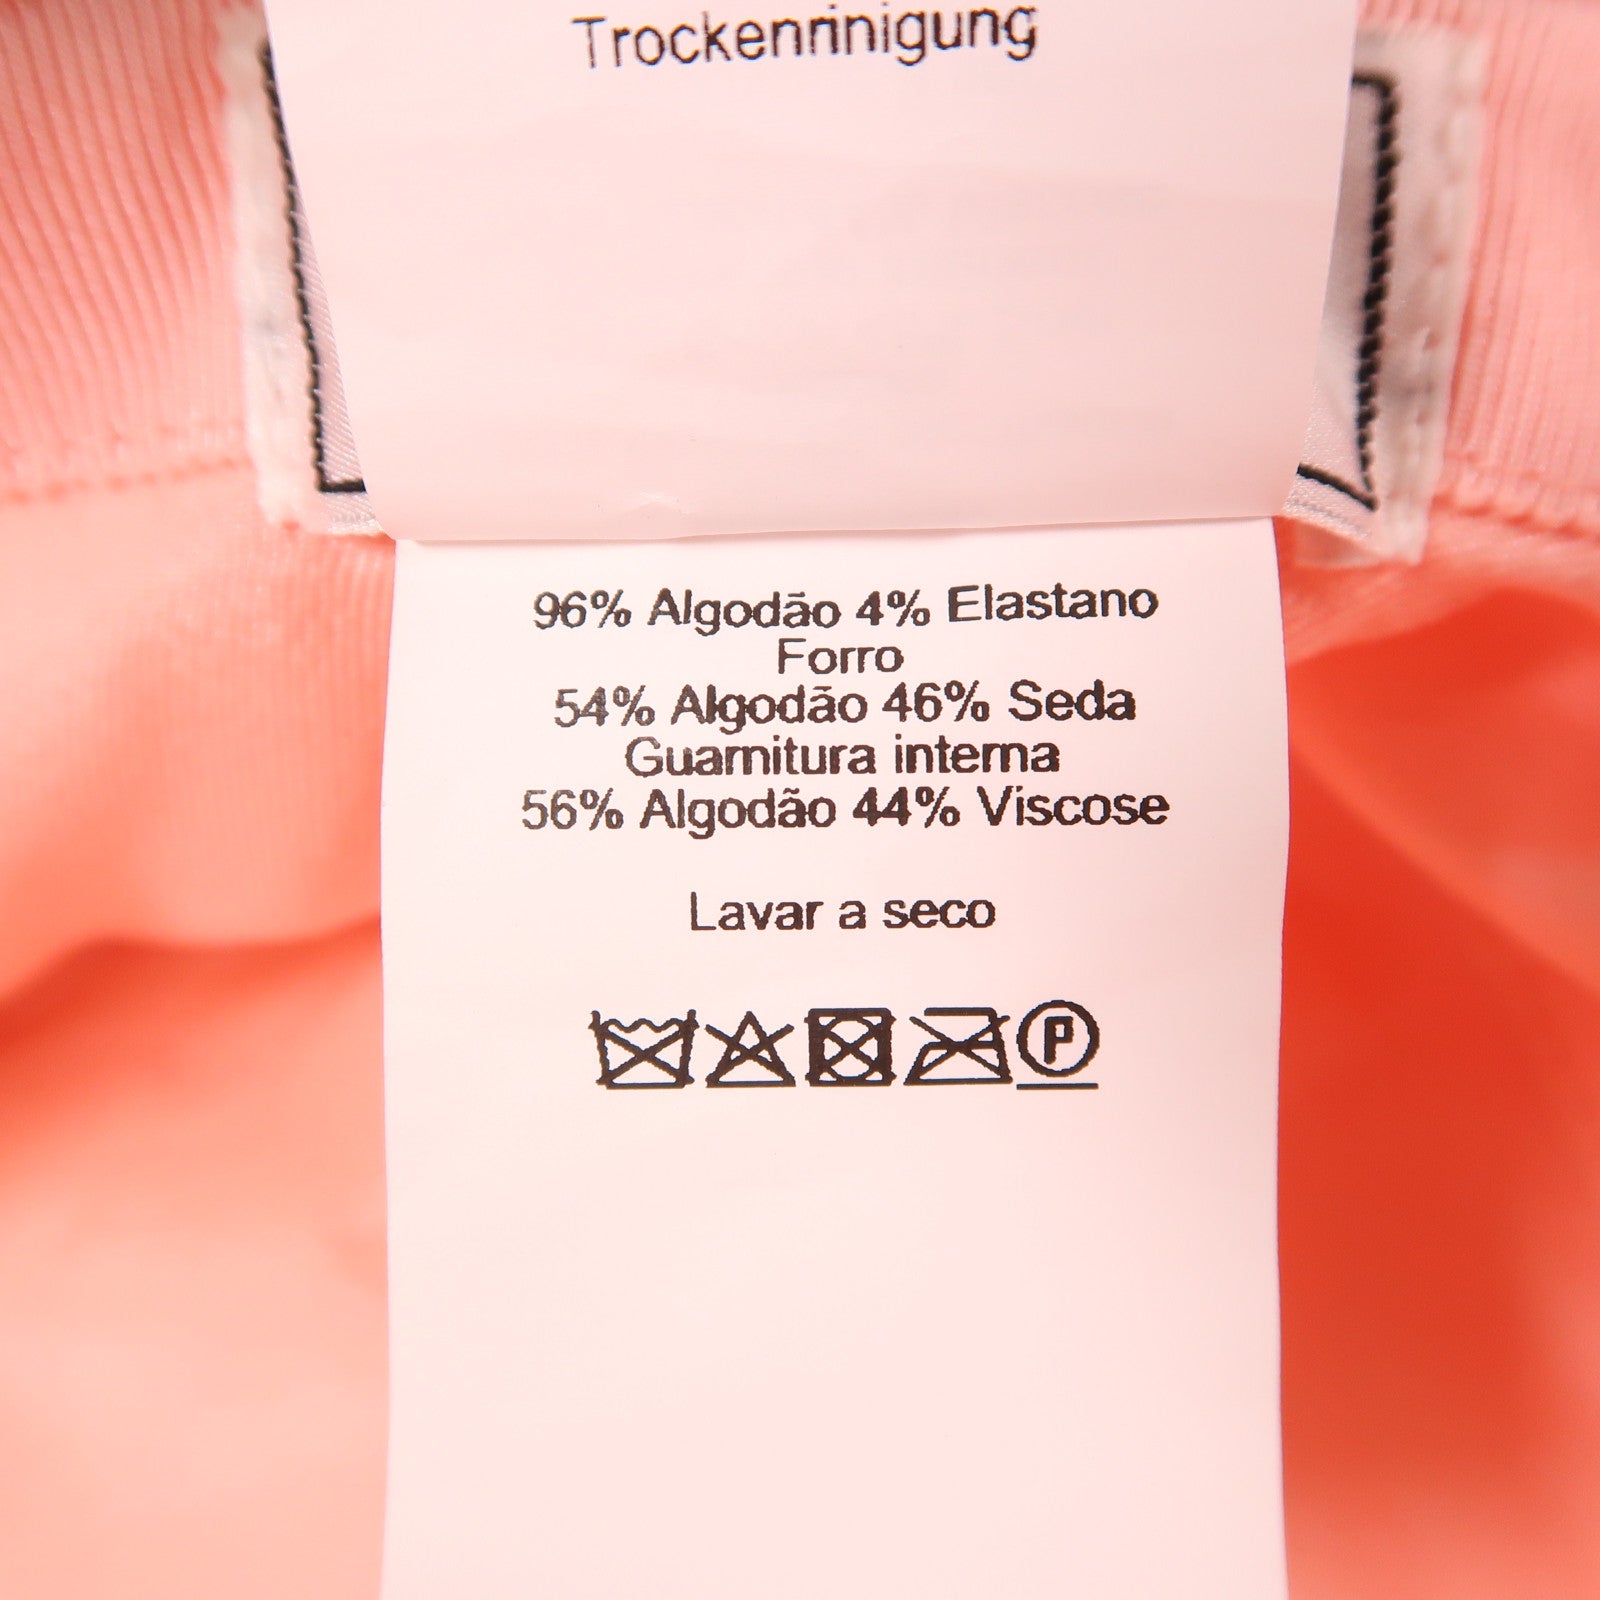 Trockenrinigung
96% Algodão 4% Elastano
Forro
54% Algodão 46% Seda
Guarnitura interna
56% Algodão 44% Viscose
Lavar a seco
P